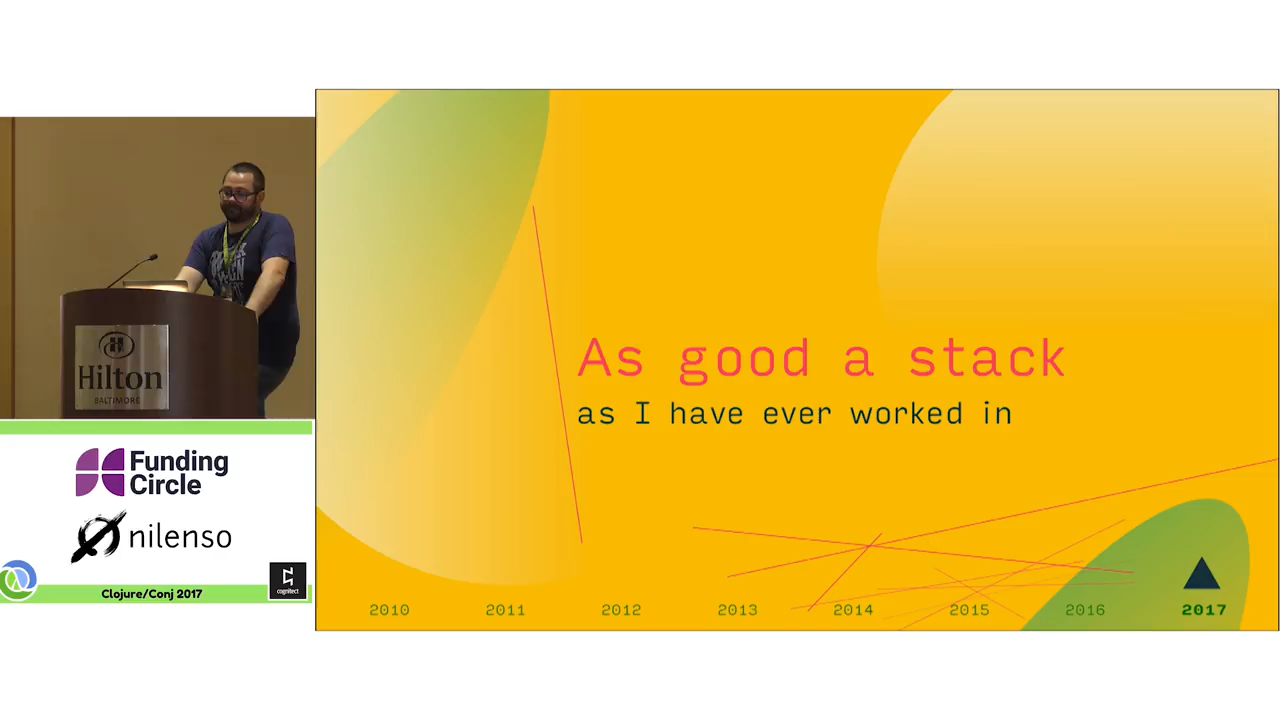 As good a stack
as I have ever worked in
2010 2011 2012 2013 2014 2015 2016 2017
Hilton
BALTIMORE
Funding
Circle
nilenso
Clojure/Conj 2017
cognitect